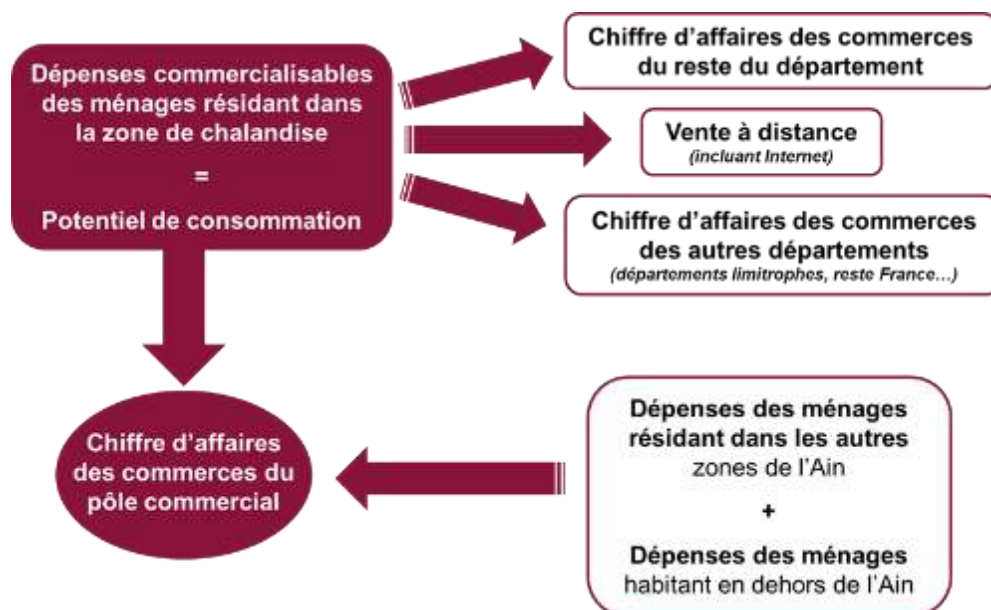 Dépenses commercialisables
des ménages résidant dans
la zone de chalandise
=
Potentiel de consommation
Chiffre d’affaires des commerces
du reste du département
Vente à distance
(incluant Internet)
Chiffre d’affaires des commerces
des autres départements
(départements limitrophes, reste France…)
Chiffre d’affaires
des commerces du
pôle commercial
Dépenses des ménages
résidant dans les autres
zones de l’Ain
+
Dépenses des ménages
habitant en dehors de l’Ain